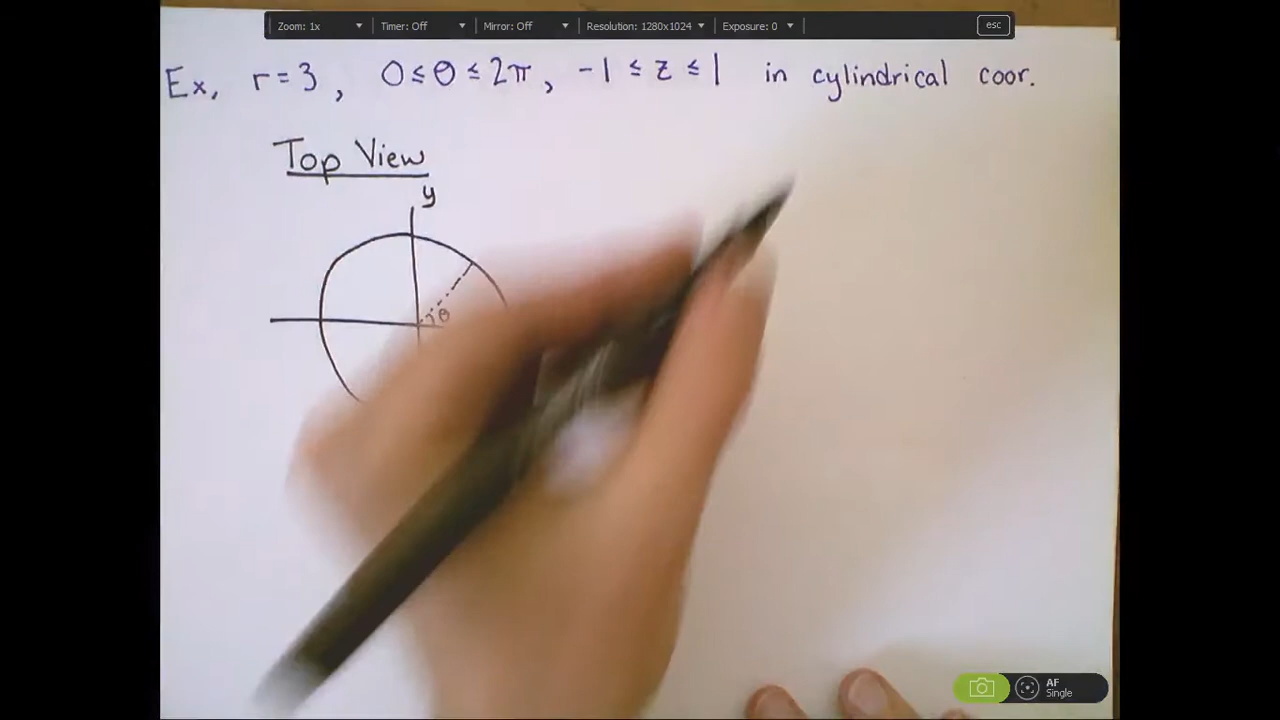 Zoom: 1x Timer: Off Mirror: Off Resolution: 1280x1024 Exposure: 0 esc
Ex, r=3, 0≤θ≤2π, -1≤z≤1 in cylindrical coor.
Top View
y
θ
AF
Single